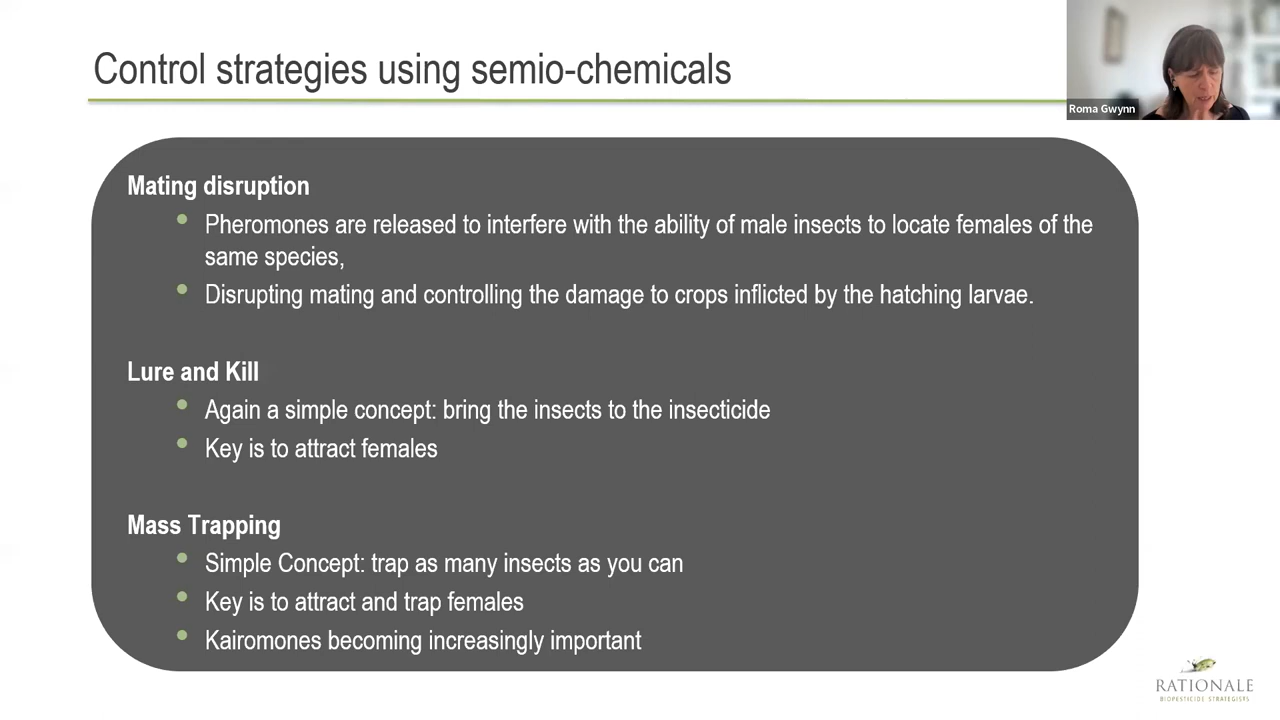 Control strategies using semio-chemicals
Roma Gwynn
Mating disruption
Pheromones are released to interfere with the ability of male insects to locate females of the
same species,
Disrupting mating and controlling the damage to crops inflicted by the hatching larvae.
Lure and Kill
Again a simple concept: bring the insects to the insecticide
Key is to attract females
Mass Trapping
Simple Concept: trap as many insects as you can
Key is to attract and trap females
Kairomones becoming increasingly important
RATIONALE
BIOPESTICIDE STRATEGISTS